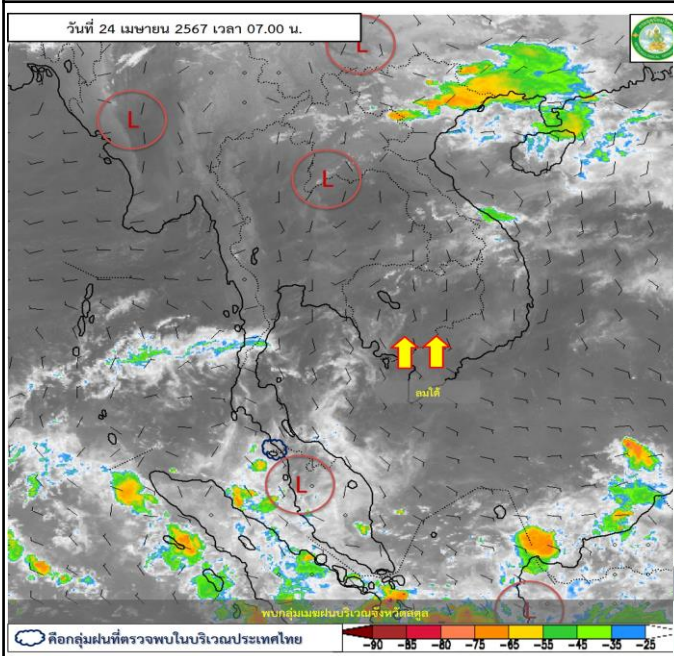 วันที่ 24 เมษายน 2567 เวลา 07.00 น.
L
L
L
ลมใต้
L
L
พบกลุ่มเมฆฝนบริเวณจังหวัดสตูล
คือกลุ่มฝนที่ตรวจพบในบริเวณประเทศไทย
-90 -85 -80 -75 -65 -55 -45 -35 -25